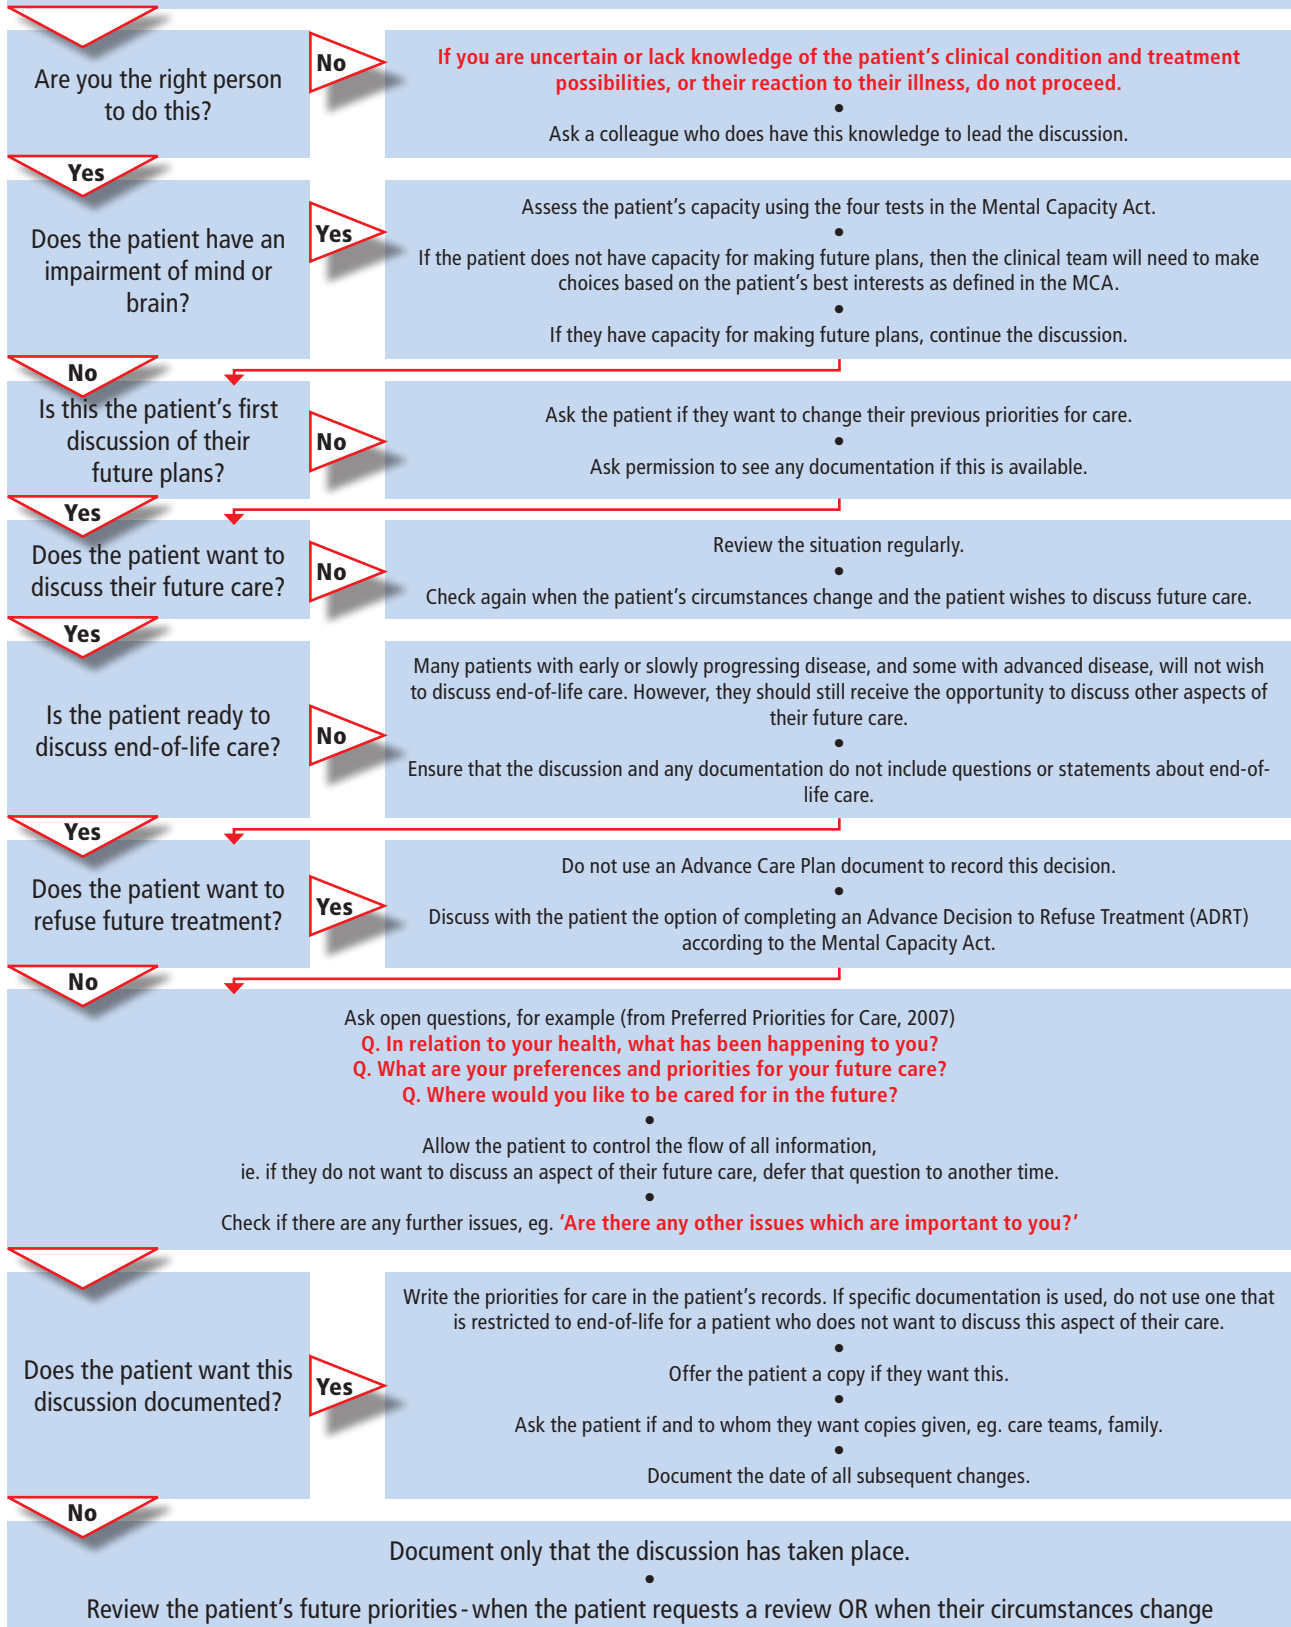 Are you the right person
to do this?
No
If you are uncertain or lack knowledge of the patient’s clinical condition and treatment
possibilities, or their reaction to their illness, do not proceed.
•
Ask a colleague who does have this knowledge to lead the discussion.
Yes
Does the patient have an
impairment of mind or
brain?
Yes
Assess the patient’s capacity using the four tests in the Mental Capacity Act.
•
If the patient does not have capacity for making future plans, then the clinical team will need to make
choices based on the patient’s best interests as defined in the MCA.
•
If they have capacity for making future plans, continue the discussion.
No
Is this the patient’s first
discussion of their
future plans?
No
Ask the patient if they want to change their previous priorities for care.
•
Ask permission to see any documentation if this is available.
Yes
Does the patient want to
discuss their future care?
No
Review the situation regularly.
•
Check again when the patient’s circumstances change and the patient wishes to discuss future care.
Yes
Is the patient ready to
discuss end-of-life care?
No
Many patients with early or slowly progressing disease, and some with advanced disease, will not wish
to discuss end-of-life care. However, they should still receive the opportunity to discuss other aspects of
their future care.
•
Ensure that the discussion and any documentation do not include questions or statements about end-of-
life care.
Yes
Does the patient want to
refuse future treatment?
Yes
Do not use an Advance Care Plan document to record this decision.
•
Discuss with the patient the option of completing an Advance Decision to Refuse Treatment (ADRT)
according to the Mental Capacity Act.
No
Ask open questions, for example (from Preferred Priorities for Care, 2007)
Q. In relation to your health, what has been happening to you?
Q. What are your preferences and priorities for your future care?
Q. Where would you like to be cared for in the future?
•
Allow the patient to control the flow of all information,
ie. if they do not want to discuss an aspect of their future care, defer that question to another time.
•
Check if there are any further issues, eg. ‘Are there any other issues which are important to you?’
Does the patient want this
discussion documented?
Yes
Write the priorities for care in the patient’s records. If specific documentation is used, do not use one that
is restricted to end-of-life for a patient who does not want to discuss this aspect of their care.
•
Offer the patient a copy if they want this.
•
Ask the patient if and to whom they want copies given, eg. care teams, family.
•
Document the date of all subsequent changes.
No
Document only that the discussion has taken place.
•
Review the patient’s future priorities - when the patient requests a review OR when their circumstances change